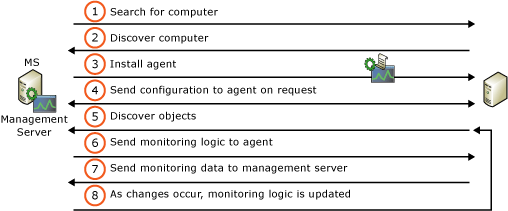 1 Search for computer
2 Discover computer
3 Install agent
4 Send configuration to agent on request
5 Discover objects
6 Send monitoring logic to agent
7 Send monitoring data to management server
8 As changes occur, monitoring logic is updated
MS
Management
Server